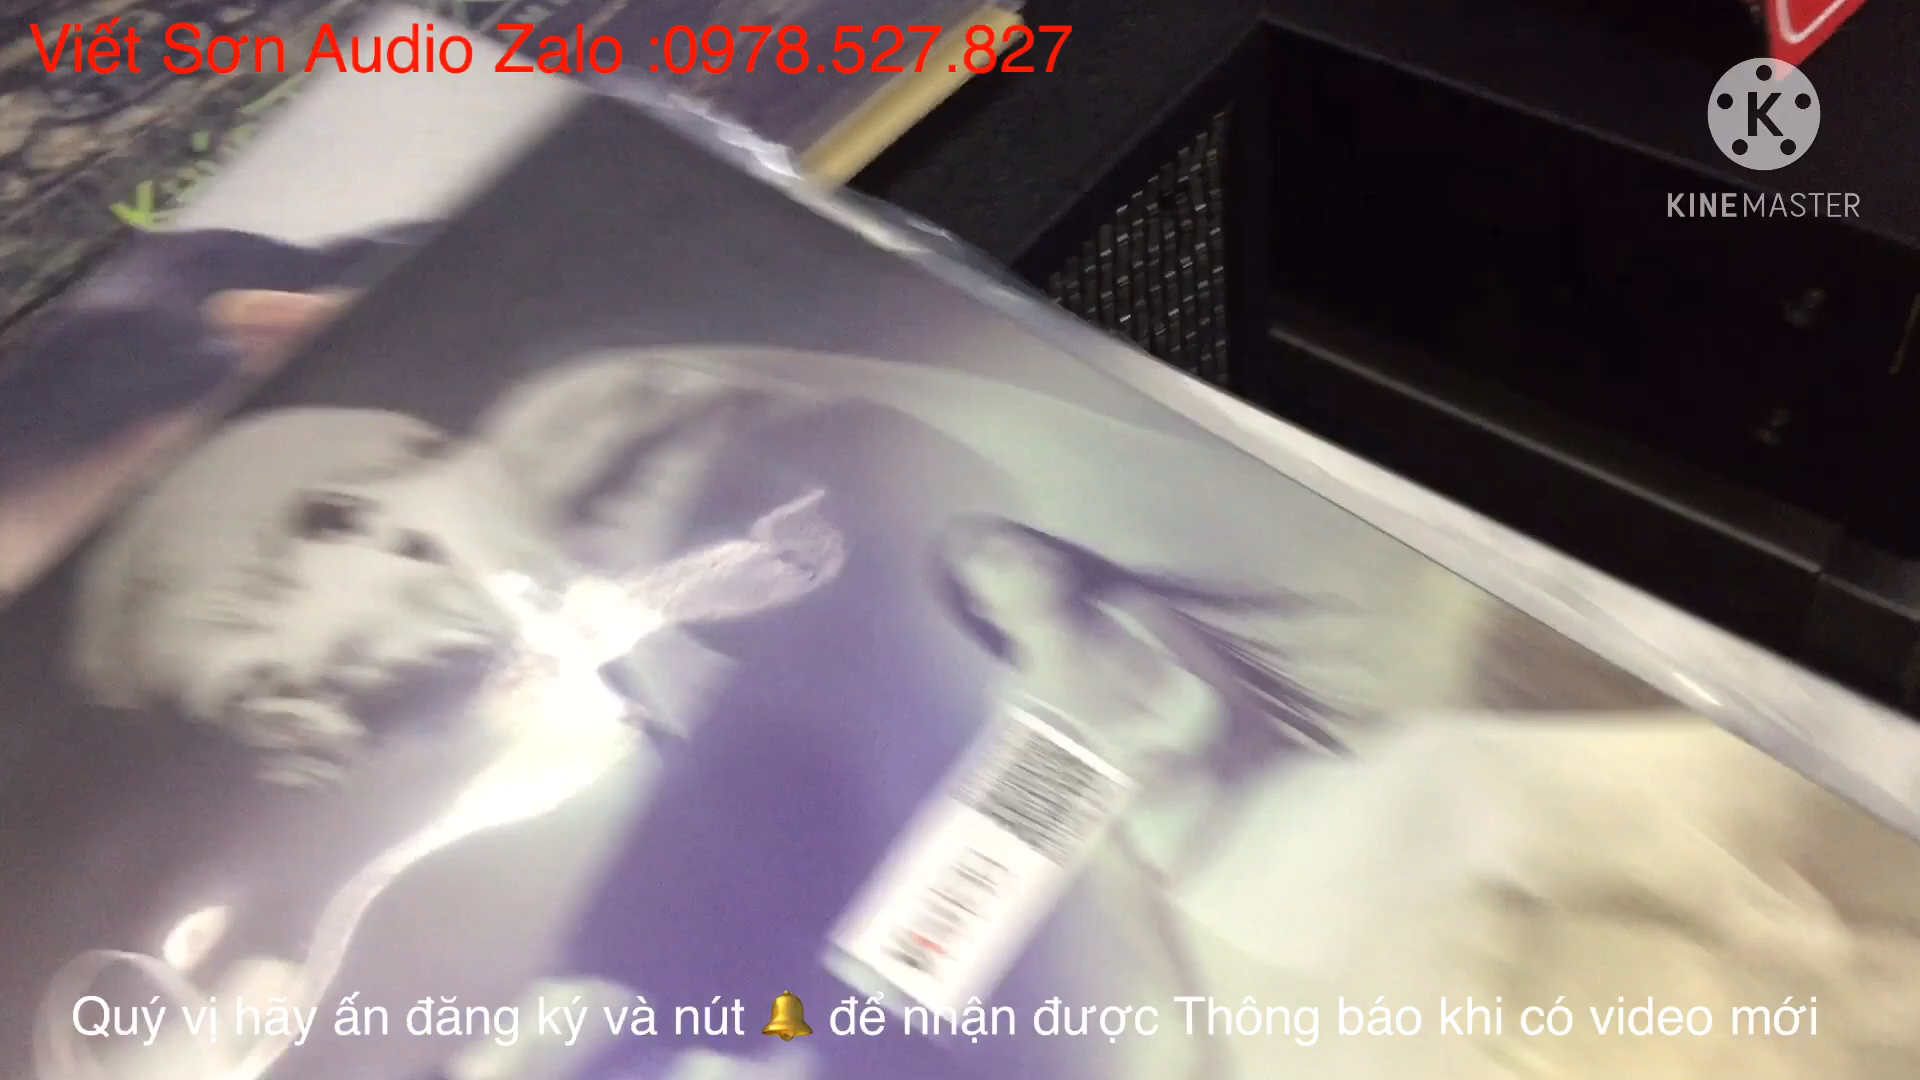 Viết Sơn Audio Zalo :0978.527.827
K
KINEMASTER
Quý vị hãy ấn đăng ký và nút 🔔 để nhận được Thông báo khi có video mới